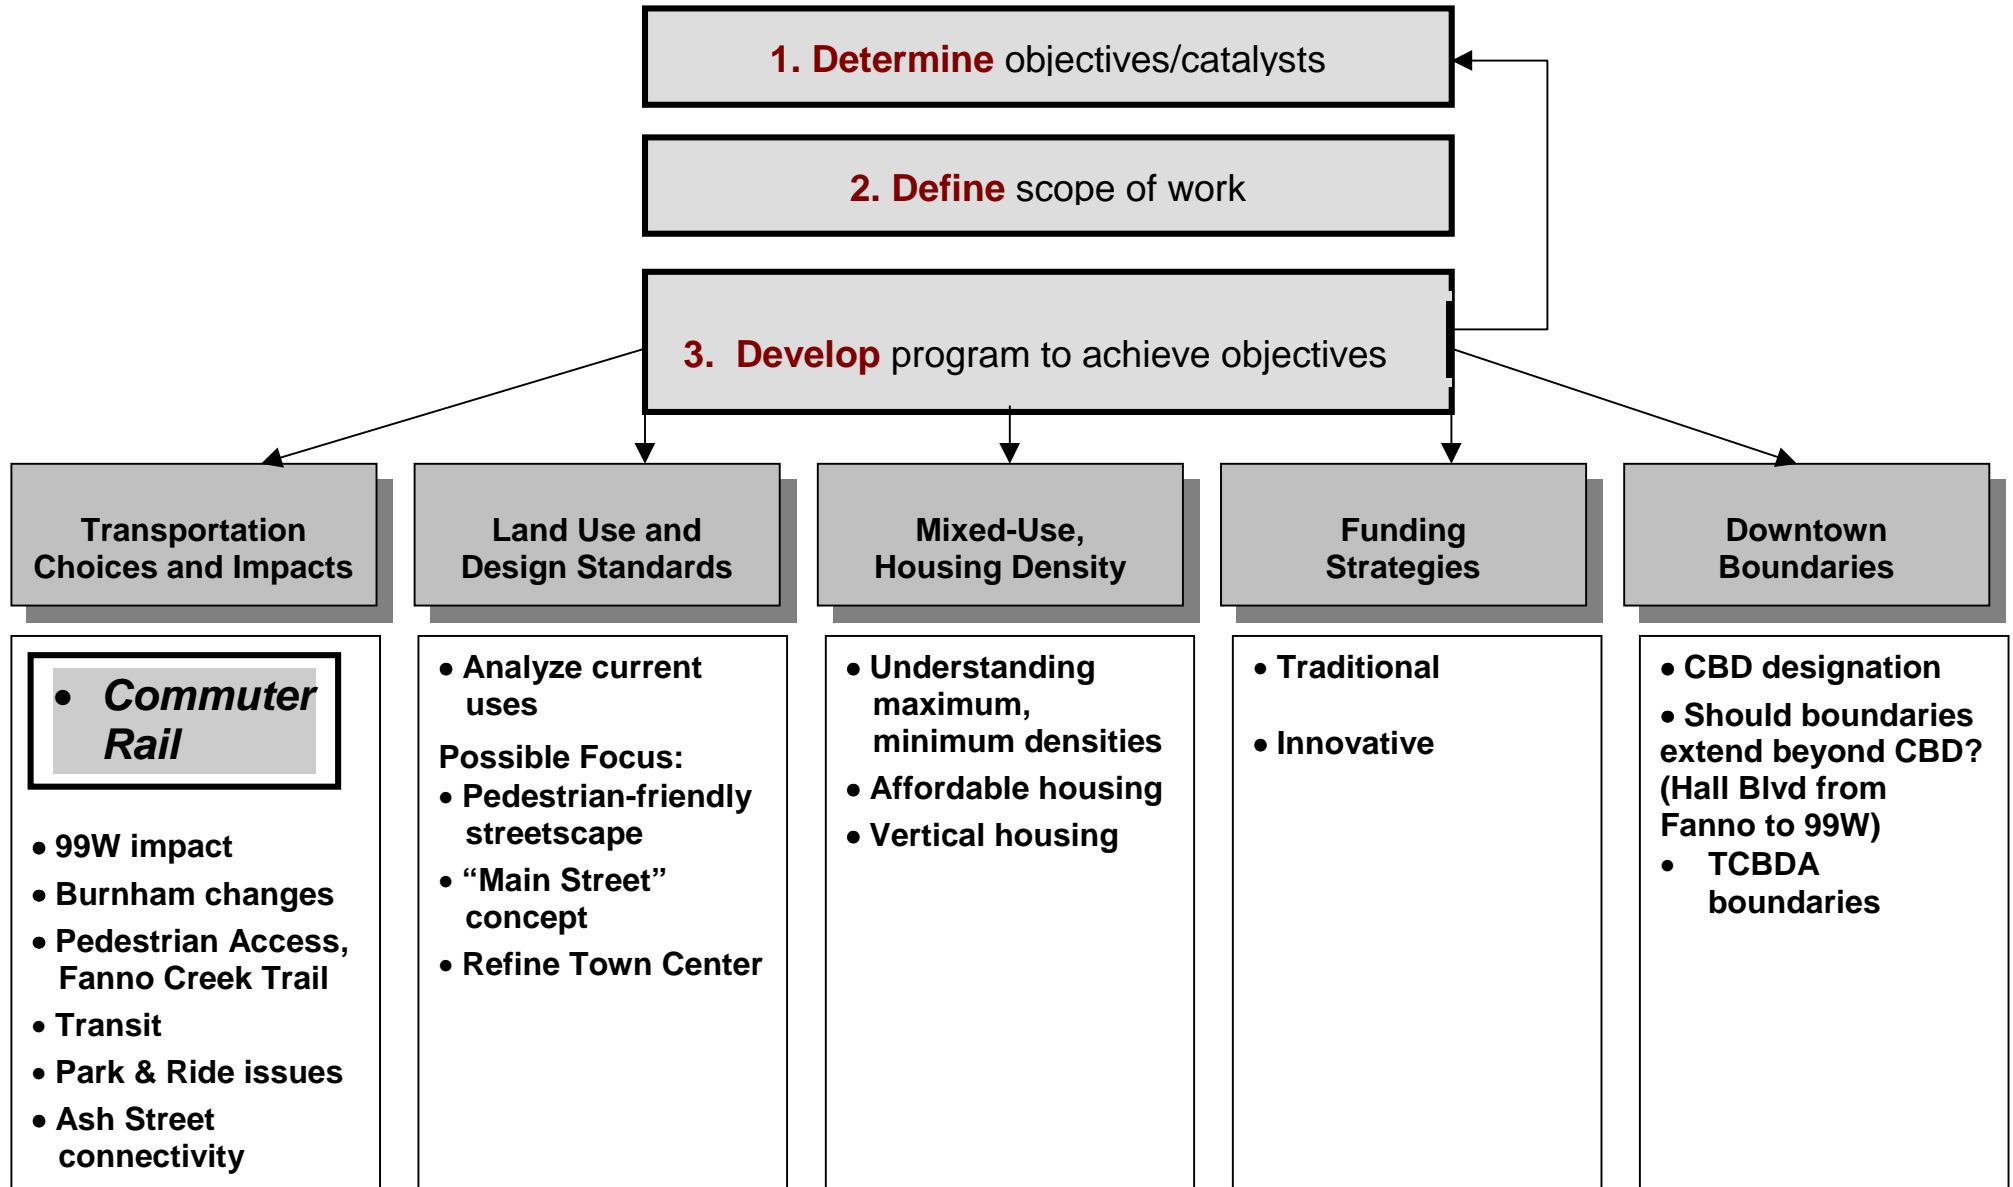 1. Determine objectives/catalysts
2. Define scope of work
3. Develop program to achieve objectives
Transportation
Choices and Impacts
Land Use and
Design Standards
Mixed-Use,
Housing Density
Funding
Strategies
Downtown
Boundaries
• Commuter
Rail
• 99W impact
• Burnham changes
• Pedestrian Access,
Fanno Creek Trail
• Transit
• Park & Ride issues
• Ash Street
connectivity
• Analyze current
uses
Possible Focus:
• Pedestrian-friendly
streetscape
• “Main Street”
concept
• Refine Town Center
• Understanding
maximum,
minimum densities
• Affordable housing
• Vertical housing
• Traditional
• Innovative
• CBD designation
• Should boundaries
extend beyond CBD?
(Hall Blvd from
Fanno to 99W)
• TCBDA
boundaries